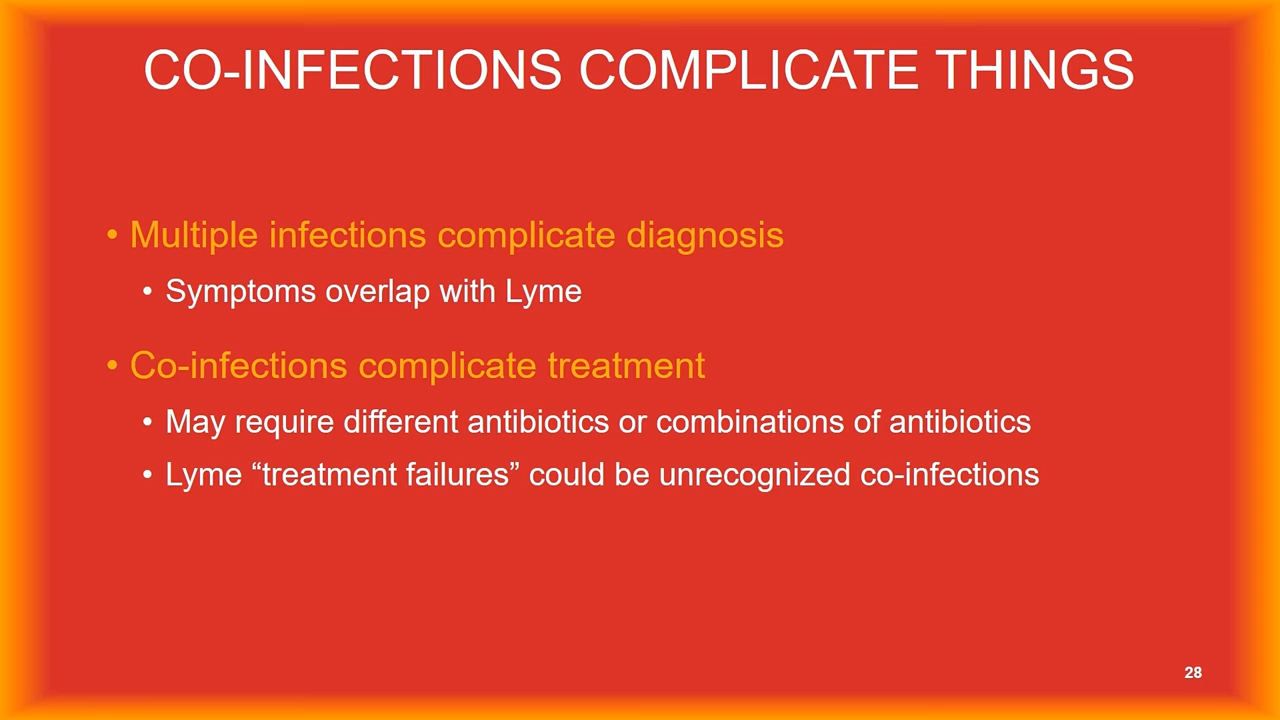 CO-INFECTIONS COMPLICATE THINGS
• Multiple infections complicate diagnosis
• Symptoms overlap with Lyme
• Co-infections complicate treatment
• May require different antibiotics or combinations of antibiotics
• Lyme “treatment failures” could be unrecognized co-infections
28